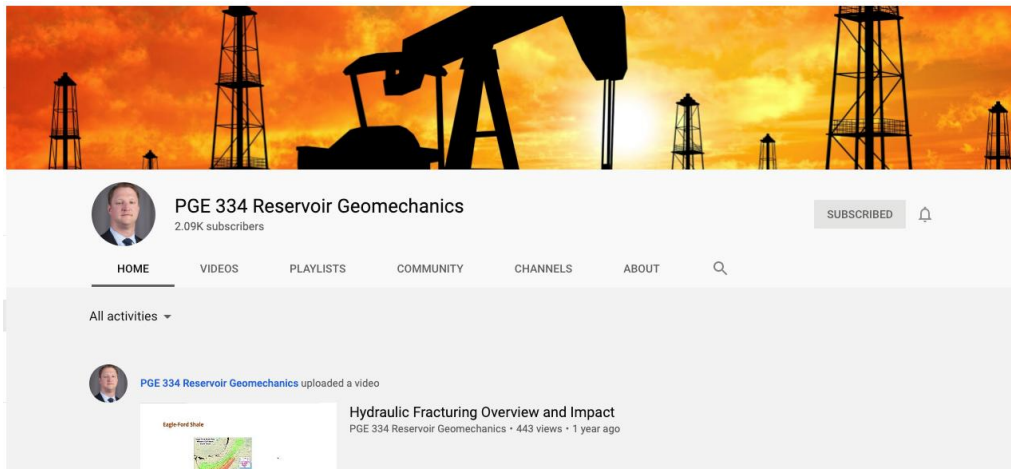 PGE 334 Reservoir Geomechanics
2.09K subscribers
SUBSCRIBED
HOME VIDEOS PLAYLISTS COMMUNITY CHANNELS ABOUT
All activities
PGE 334 Reservoir Geomechanics uploaded a video
Eagle-Ford Shale
Hydraulic Fracturing Overview and Impact
PGE 334 Reservoir Geomechanics • 443 views • 1 year ago